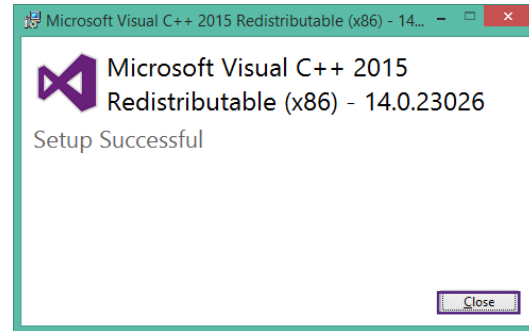 Microsoft Visual C++ 2015 Redistributable (x86) - 14...
Microsoft Visual C++ 2015
Redistributable (x86) - 14.0.23026
Setup Successful
Close